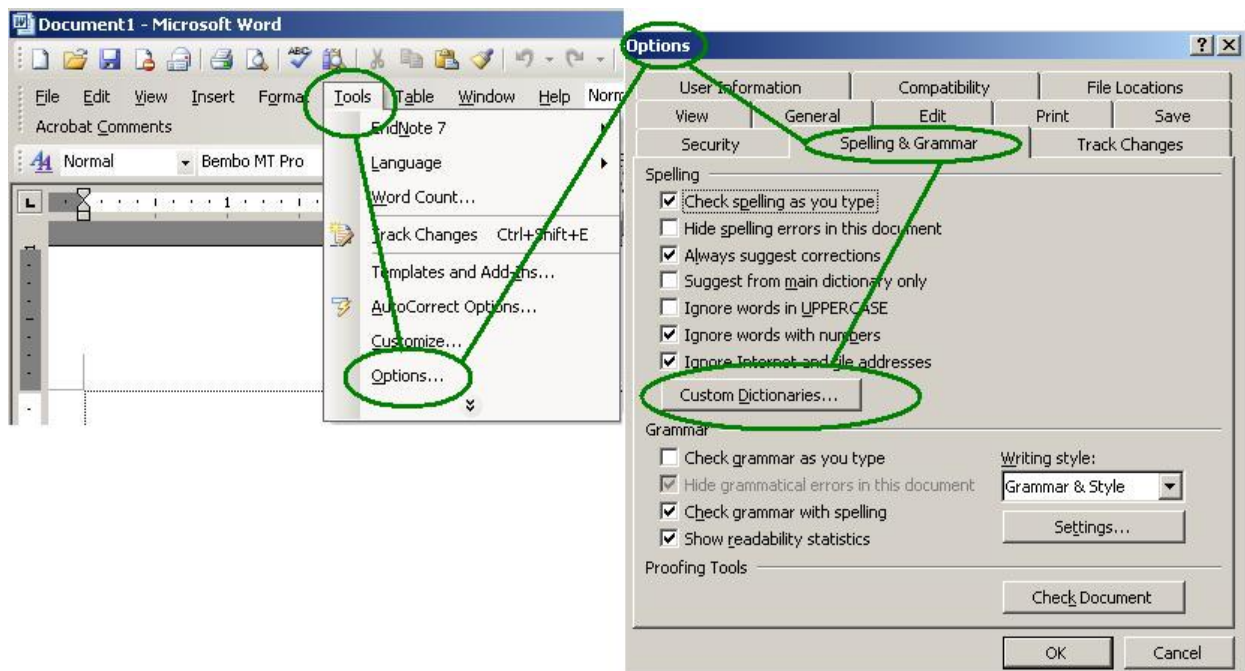 Document1 - Microsoft Word
ABC
File Edit View Insert Format Tools Table Window Help Norm
Acrobat Comments
Normal Bembo MT Pro
L 1
EndNote 7
Language
Word Count...
Track Changes Ctrl+Shift+E
Templates and Add-Ins...
AutoCorrect Options...
Customize...
Options...
Options
User Information Compatibility File Locations
View General Edit Print Save
Security Spelling & Grammar Track Changes
Spelling
Check spelling as you type
Hide spelling errors in this document
Always suggest corrections
Suggest from main dictionary only
Ignore words in UPPERCASE
Ignore words with numbers
Ignore Internet and file addresses
Custom Dictionaries...
Grammar
Check grammar as you type Writing style:
Hide grammatical errors in this document Grammar & Style
Check grammar with spelling
Settings...
Show readability statistics
Proofing Tools
Check Document
OK Cancel